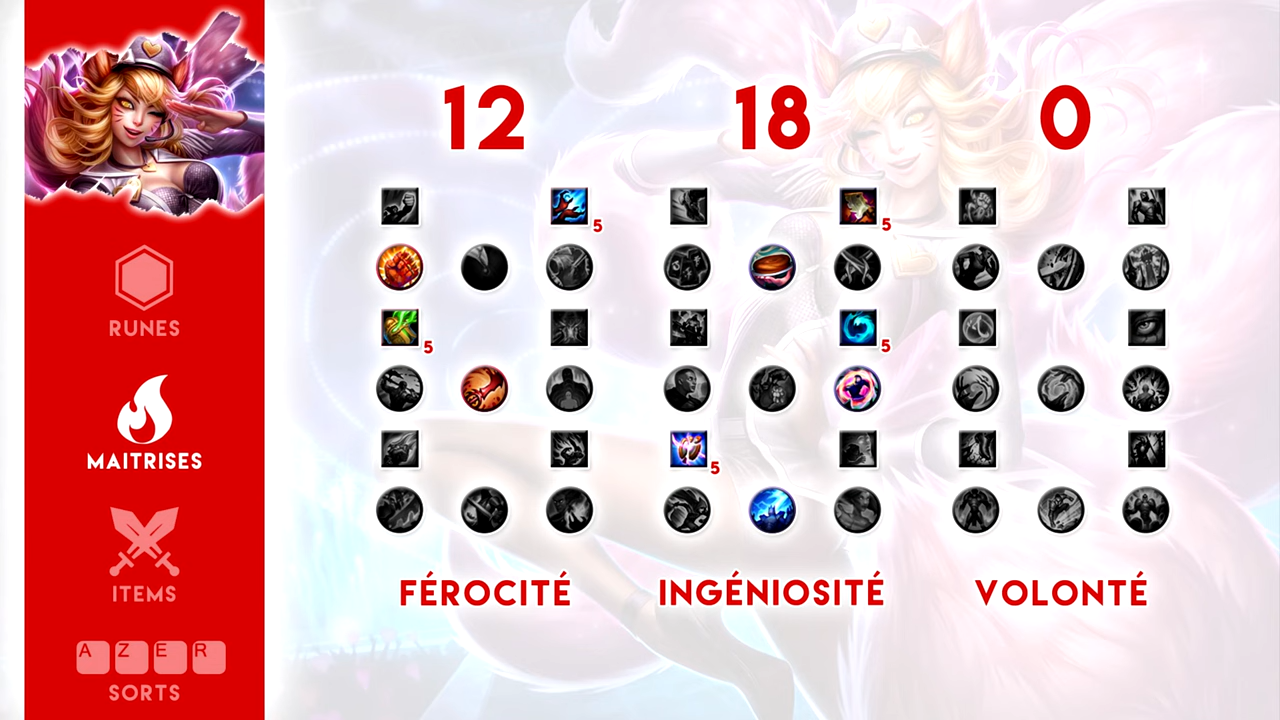 12 18 0
5 5
RUNES
5 5
MAITRISES
5
ITEMS
FÉROCITÉ INGÉNIOSITÉ VOLONTÉ
A Z E R
SORTS